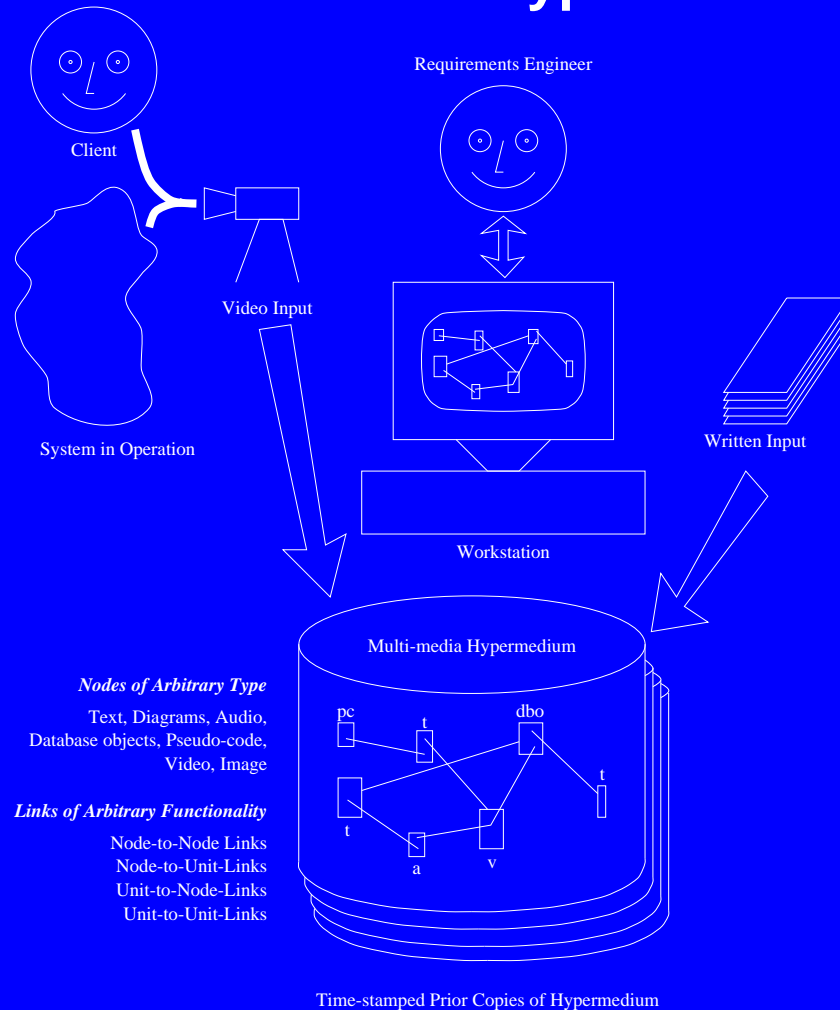 yp
Requirements Engineer
Client
Video Input
System in Operation
Written Input
Workstation
Multi-media Hypermedium
Nodes of Arbitrary Type
Text, Diagrams, Audio,
Database objects, Pseudo-code,
Video, Image
Links of Arbitrary Functionality
Node-to-Node Links
Node-to-Unit-Links
Unit-to-Node-Links
Unit-to-Unit-Links
pc
t
dbo
t
t
a
v
Time-stamped Prior Copies of Hypermedium